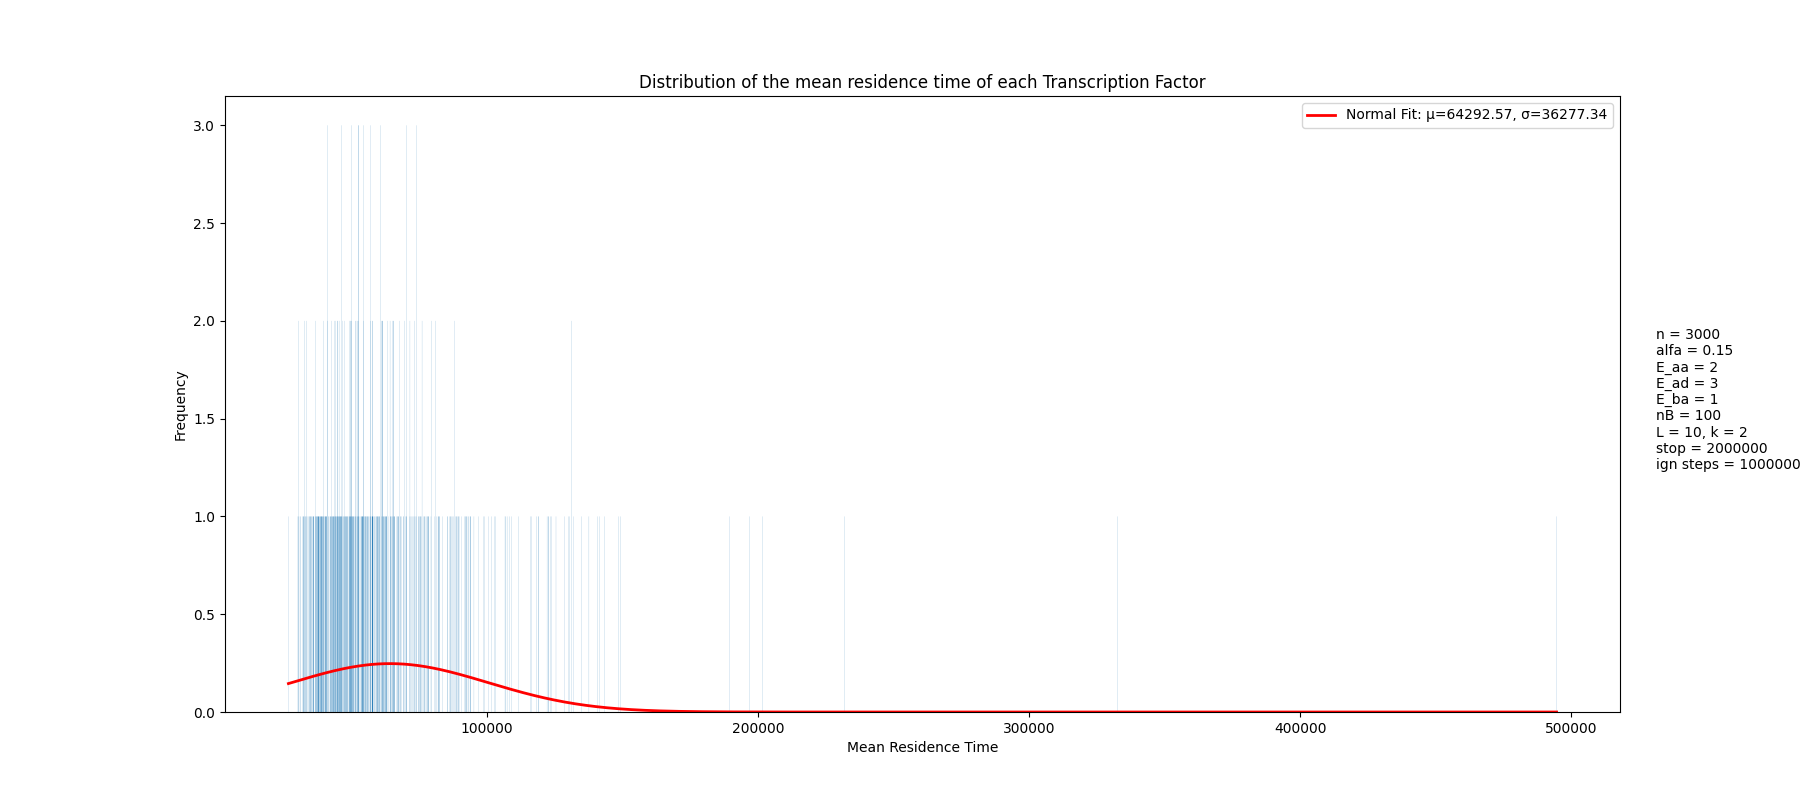 Distribution of the mean residence time of each Transcription Factor
Normal Fit: μ=64292.57, σ=36277.34
3.0
2.5
2.0
1.5
1.0
0.5
0.0
Frequency
100000
200000
300000
400000
500000
Mean Residence Time
n = 3000
alfa = 0.15
E_aa = 2
E_ad = 3
E_ba = 1
nB = 100
L = 10, k = 2
stop = 2000000
ign steps = 1000000